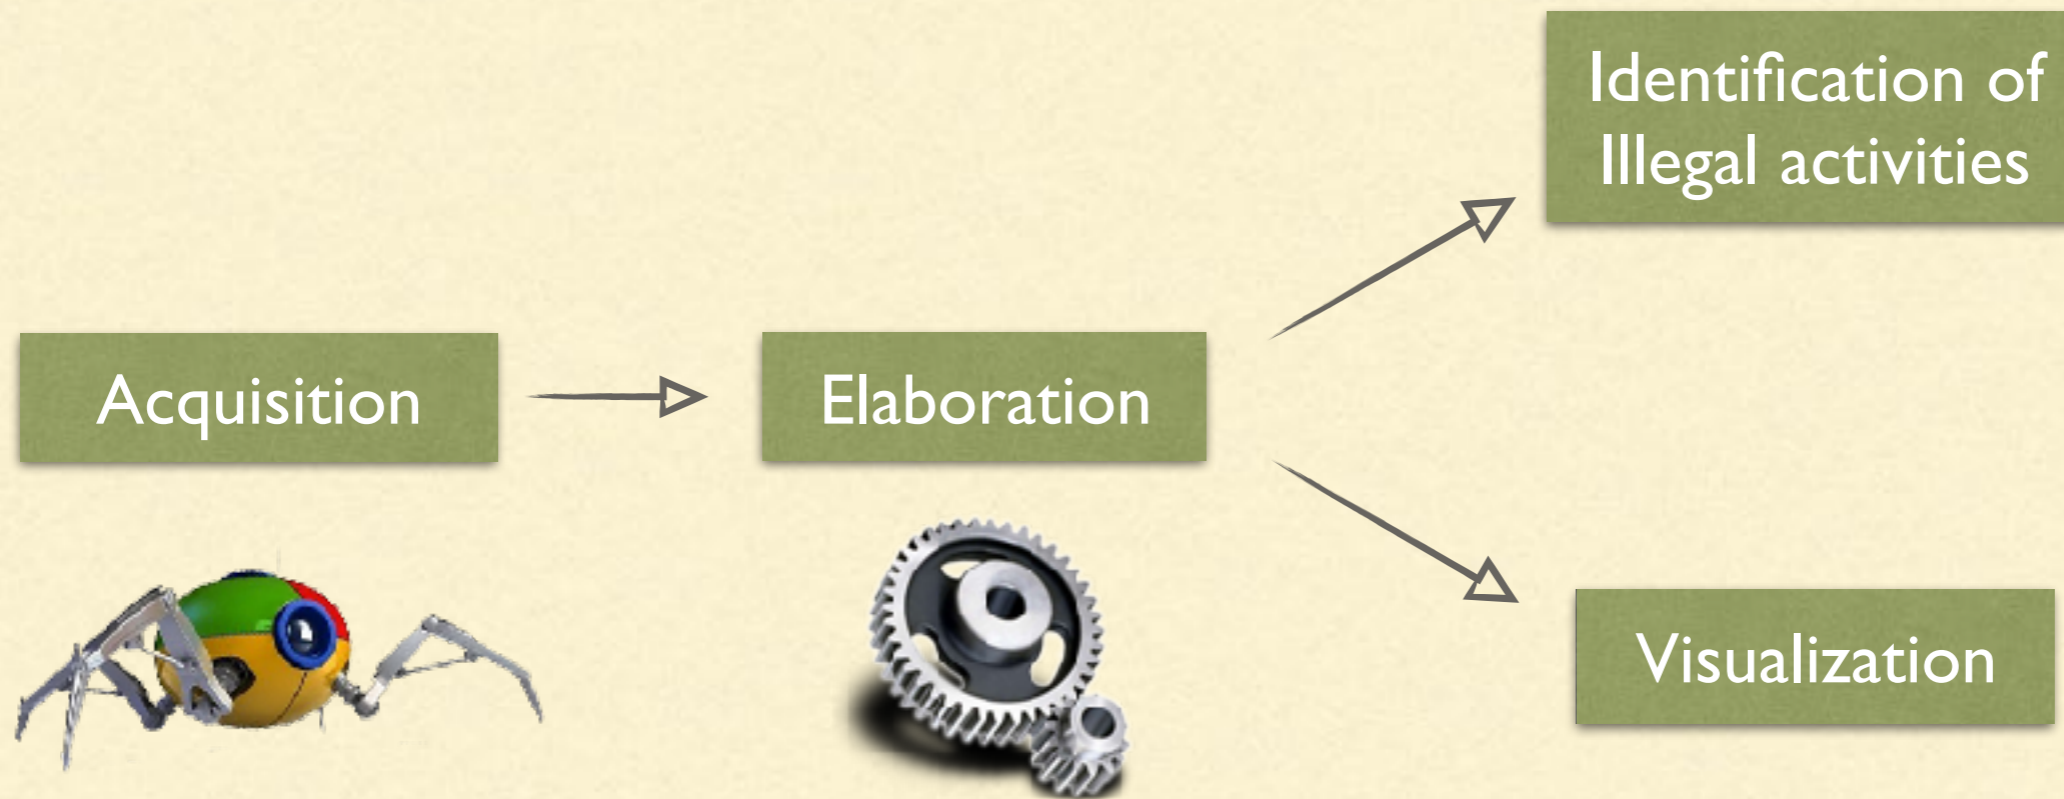 Identification of
Illegal activities
Acquisition
Elaboration
Visualization